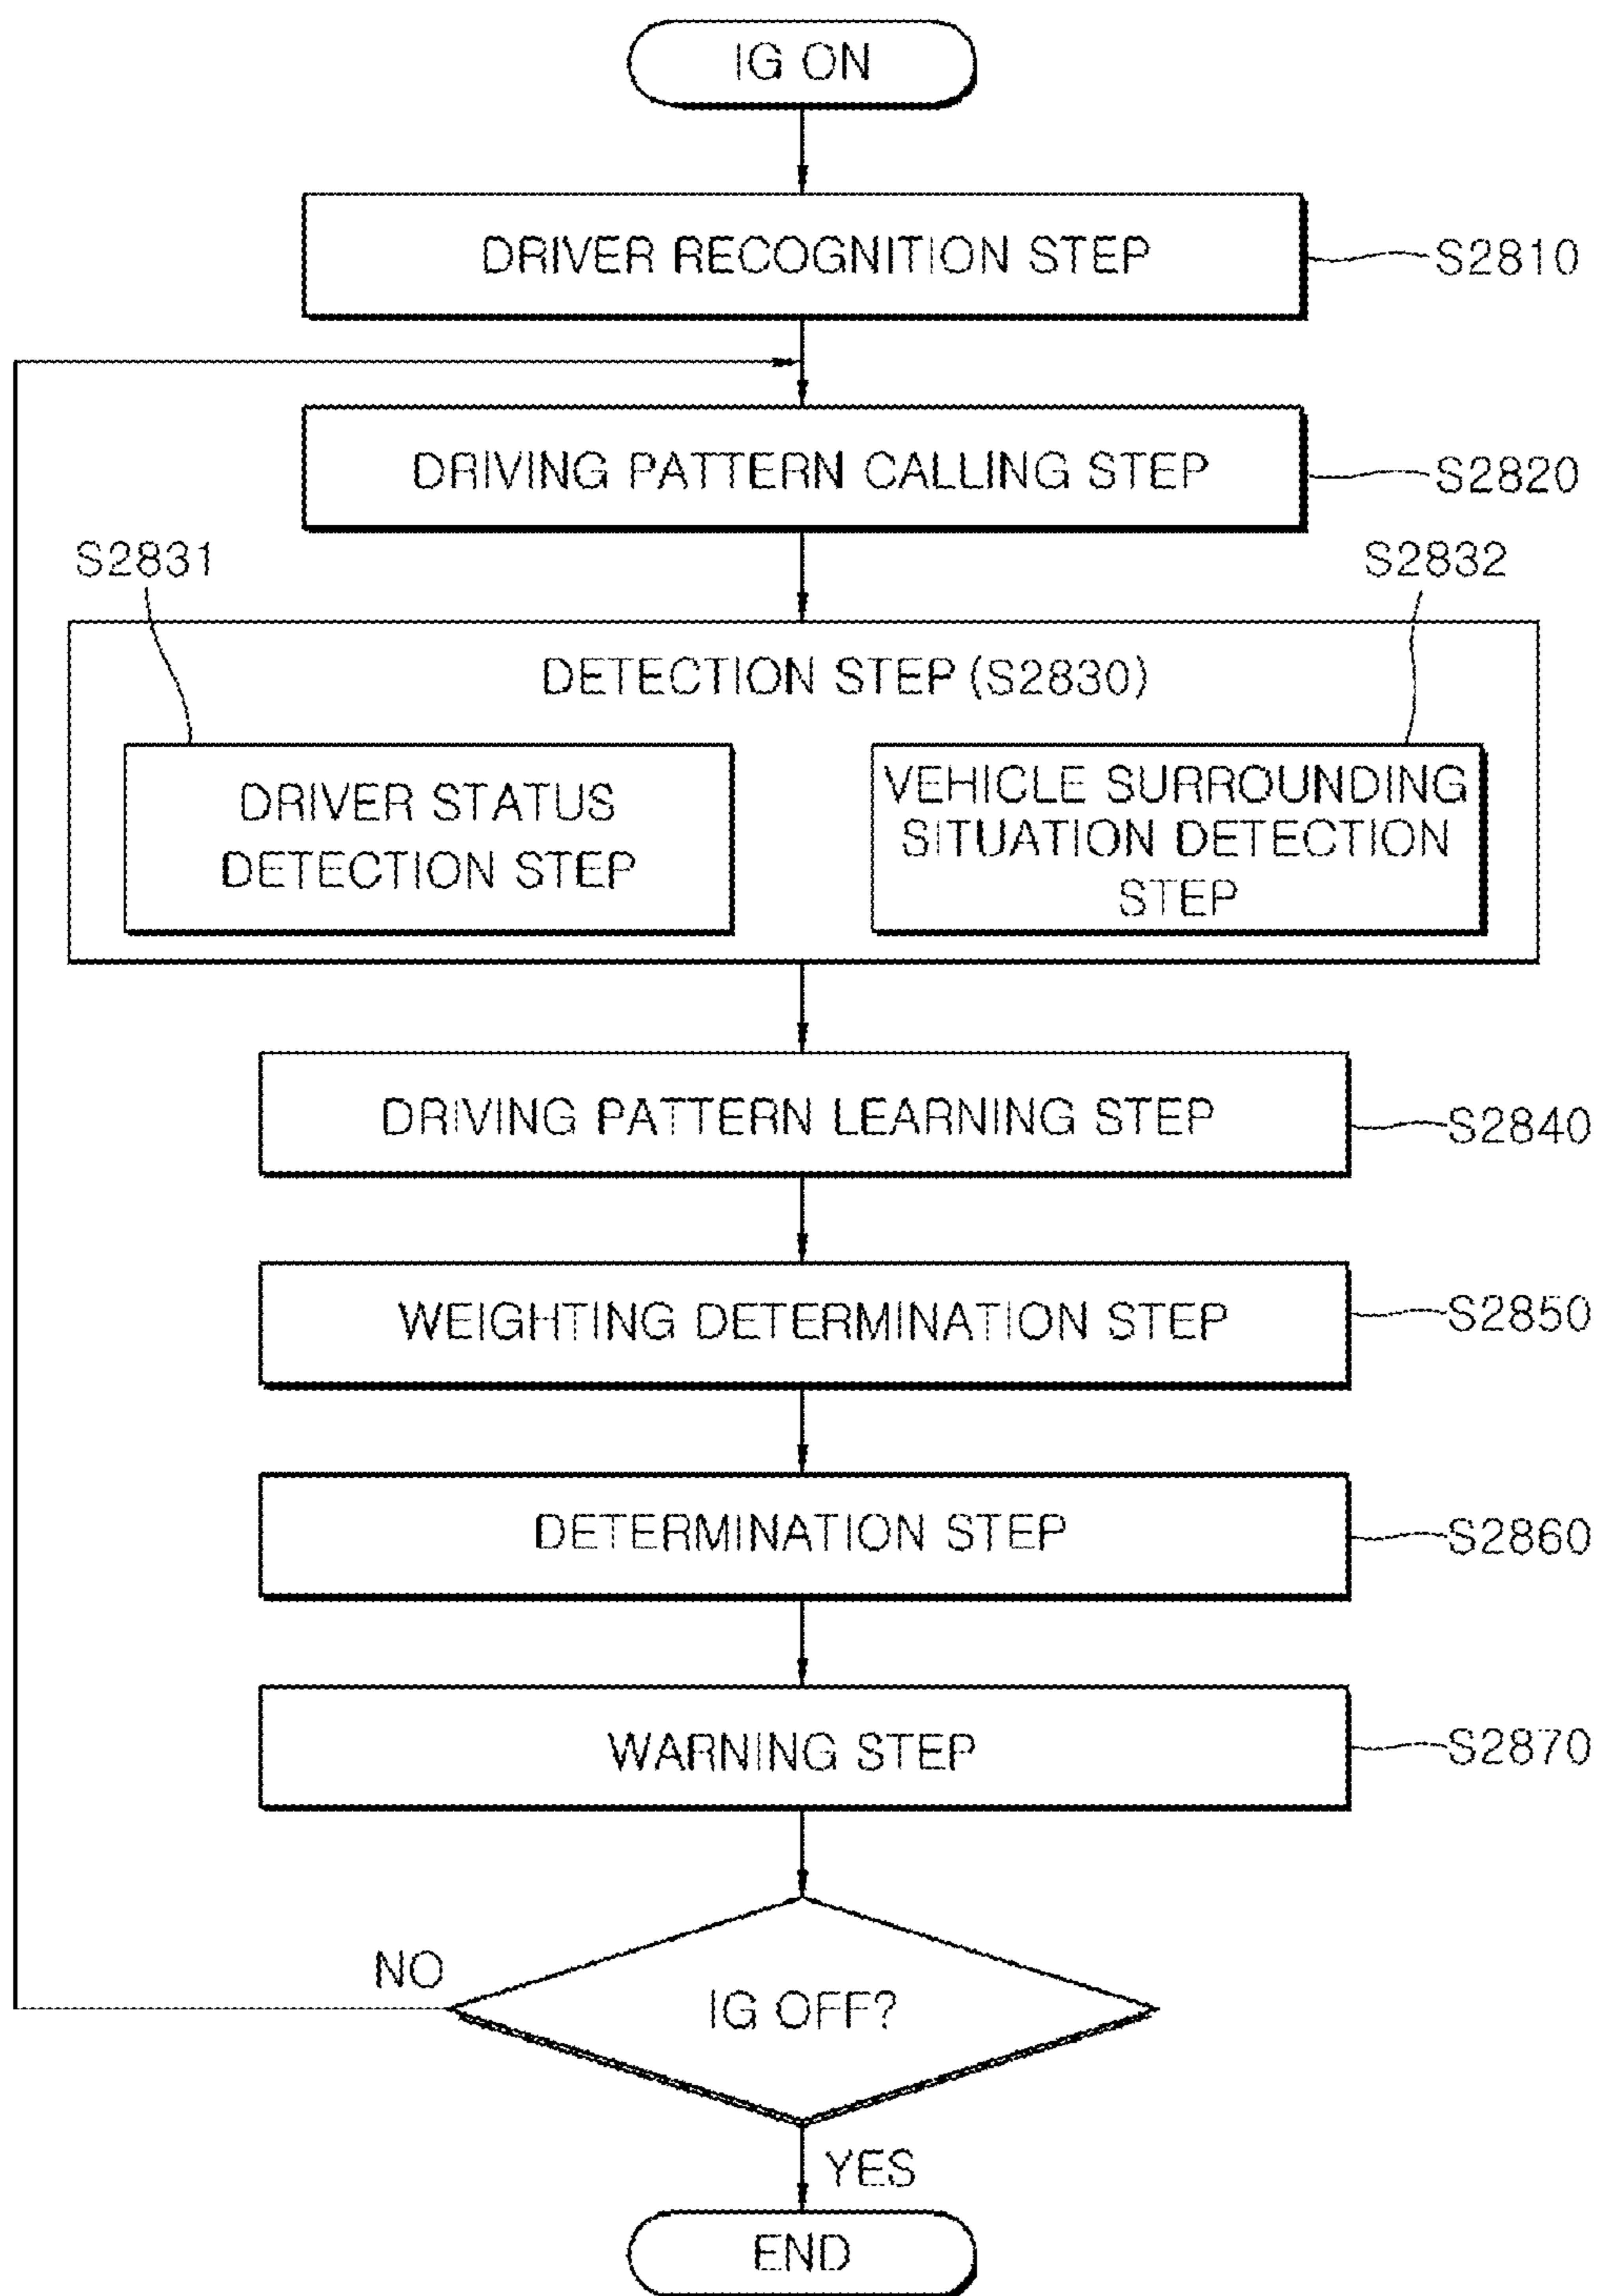 IG ON
DRIVER RECOGNITION STEP
S2810
DRIVING PATTERN CALLING STEP
S2820
S2831
S2832
DETECTION STEP (S2830)
DRIVER STATUS
DETECTION STEP
VEHICLE SURROUNDING
SITUATION DETECTION
STEP
DRIVING PATTERN LEARNING STEP
S2840
WEIGHTING DETERMINATION STEP
S2850
DETERMINATION STEP
S2860
WARNING STEP
S2870
NO
IG OFF?
YES
END